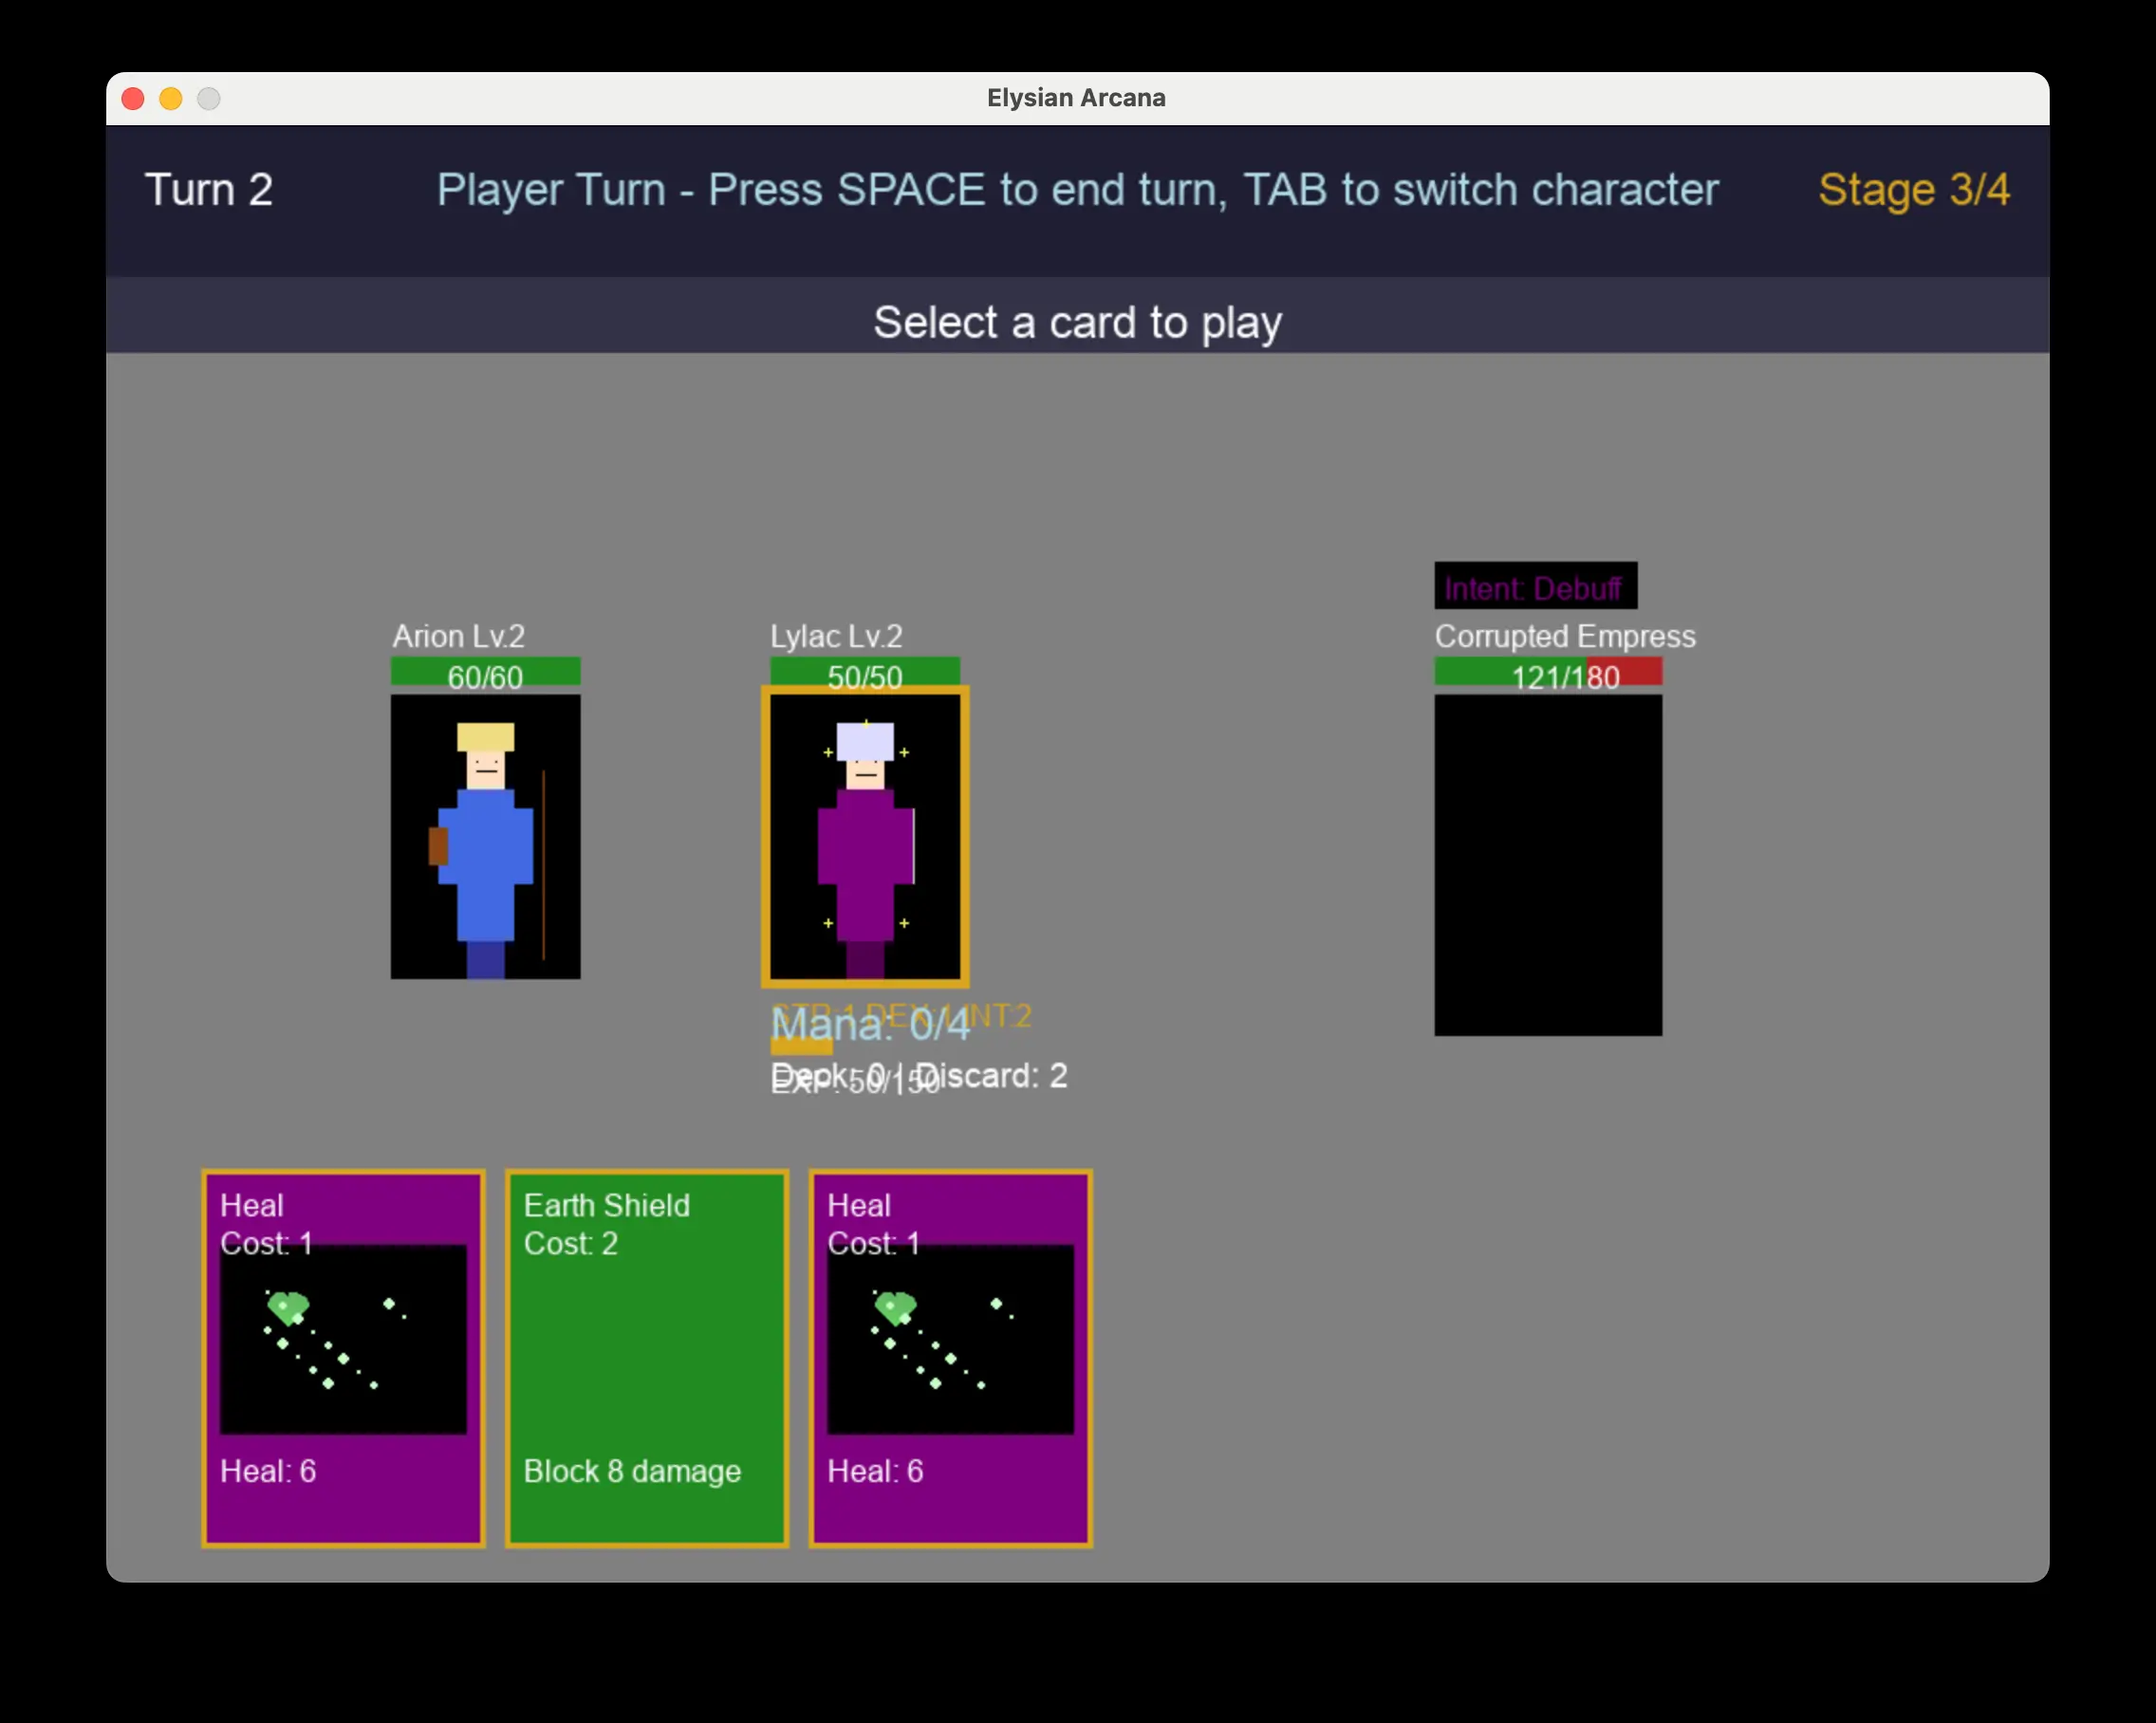 Elysian Arcana
Turn 2
Player Turn - Press SPACE to end turn, TAB to switch character
Stage 3/4
Select a card to play
Intent: Debuff
Arion Lv.2
Lylac Lv.2
Corrupted Empress
60/60
50/50
121/180
STR:1 DEX:1 INT:2
Mana: 0/4
Deck: 0 | Discard: 2
EXP: 50/150
Heal
Cost: 1
Heal: 6
Earth Shield
Cost: 2
Block 8 damage
Heal
Cost: 1
Heal: 6